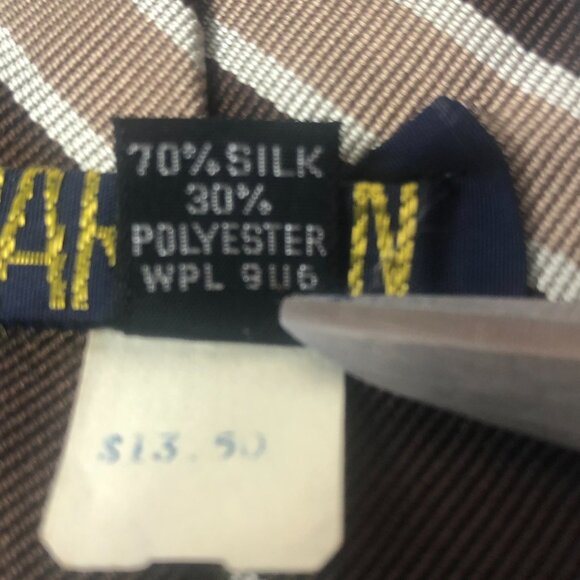 70% SILK
30%
POLYESTER
WPL 9U6
$13.50